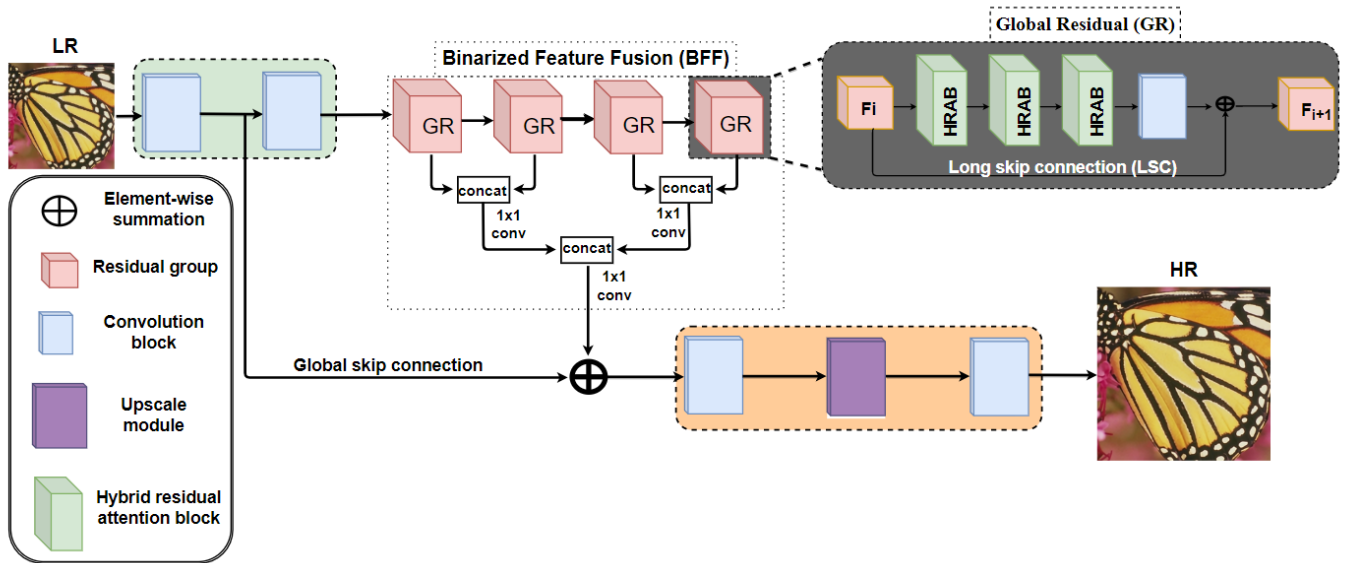 LR
Element-wise
summation
Residual group
Convolution
block
Upscale
module
Hybrid residual
attention block
Binarized Feature Fusion (BFF)
GR
GR
GR
GR
concat
concat
1x1
conv
1x1
conv
concat
1x1
conv
Global skip connection
Global Residual (GR)
Fi
HRAB
HRAB
HRAB
Fi+1
Long skip connection (LSC)
HR